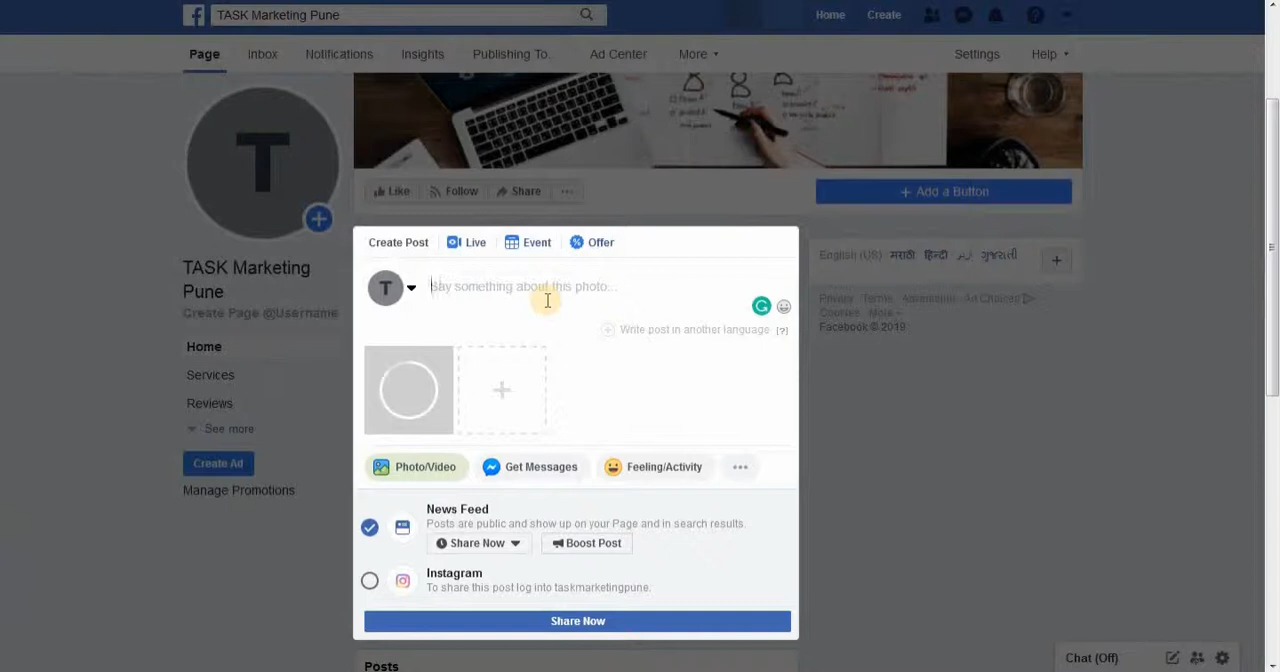 TASK Marketing Pune
Home Create
Page Inbox Notifications Insights Publishing To.. Ad Center More Settings Help
T
Like Follow Share ...
+ Add a Button
TASK Marketing
Pune
Create Page @Username
Home
Services
Reviews
See more
Create Ad
Manage Promotions
Create Post Live Event Offer
T
Say something about this photo...
Write post in another language [?]
Photo/Video Get Messages Feeling/Activity ...
News Feed
Posts are public and show up on your Page and in search results.
Share Now Boost Post
Instagram
To share this post log into taskmarketingpune.
Share Now
English (US) मराठी हिन्दी اردو ગુજરાતી
Privacy Terms Advertising Ad Choices
Cookies More
Facebook © 2019
Posts
Chat (Off)